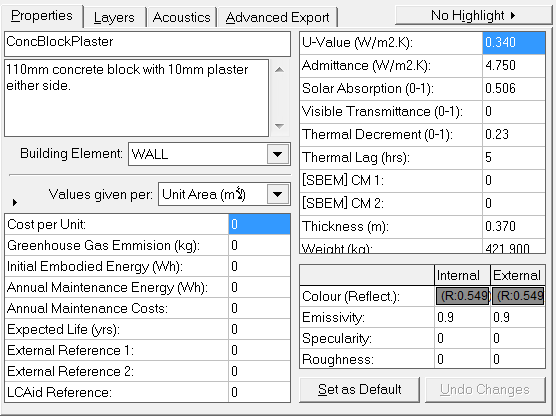 Properties Layers Acoustics Advanced Export No Highlight
ConcBlockPlaster
110mm concrete block with 10mm plaster
either side.
Building Element: WALL
Values given per: Unit Area (m²)
Cost per Unit: 0
Greenhouse Gas Emmision (kg): 0
Initial Embodied Energy (Wh): 0
Annual Maintenance Energy (Wh): 0
Annual Maintenance Costs: 0
Expected Life (yrs): 0
External Reference 1: 0
External Reference 2: 0
LCAid Reference: 0
U-Value (W/m2.K): 0.340
Admittance (W/m2.K): 4.750
Solar Absorption (0-1): 0.506
Visible Transmittance (0-1): 0
Thermal Decrement (0-1): 0.23
Thermal Lag (hrs): 5
[SBEM] CM 1: 0
[SBEM] CM 2: 0
Thickness (m): 0.370
Weight (kg): 421.900
Internal External
Colour (Reflect.): (R:0.549) (R:0.549
Emissivity: 0.9 0.9
Specularity: 0 0
Roughness: 0 0
Set as Default Undo Changes